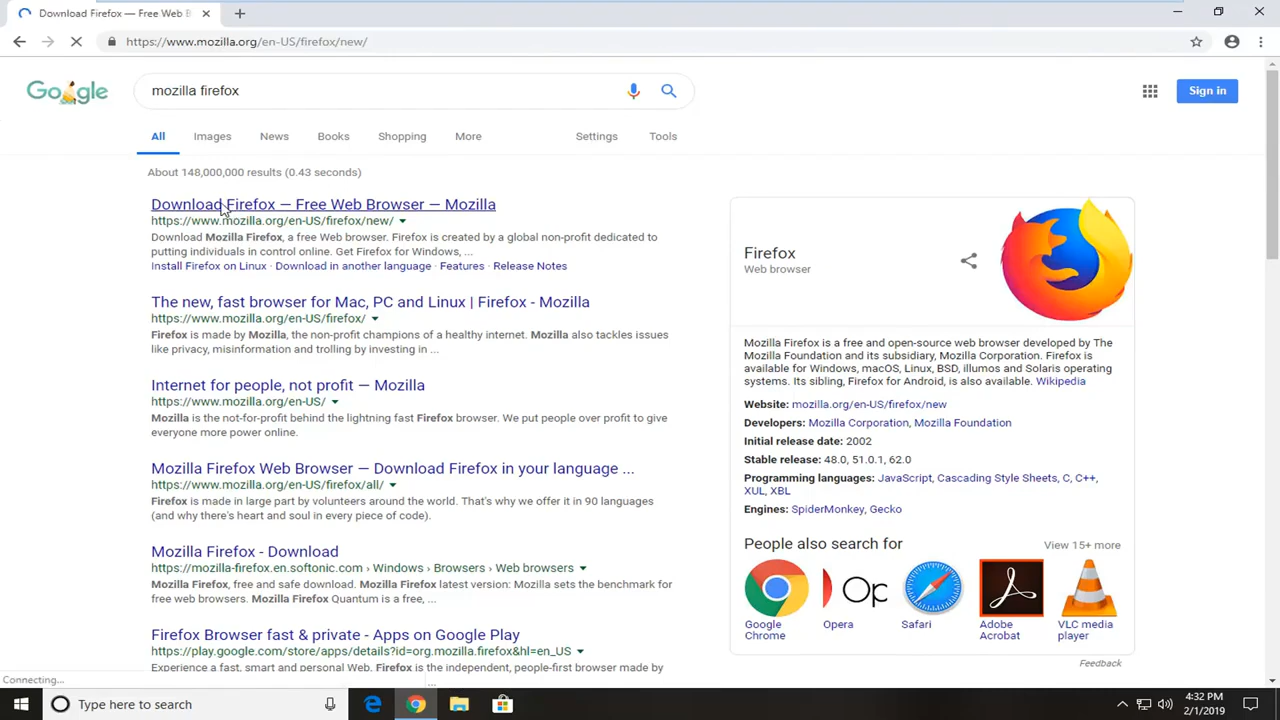 Download Firefox — Free Web B
https://www.mozilla.org/en-US/firefox/new/
Google
mozilla firefox
Sign in
All Images News Books Shopping More Settings Tools
About 148,000,000 results (0.43 seconds)
Download Firefox — Free Web Browser — Mozilla
https://www.mozilla.org/en-US/firefox/new/
Download Mozilla Firefox, a free Web browser. Firefox is created by a global non-profit dedicated to
putting individuals in control online. Get Firefox for Windows, ...
Install Firefox on Linux · Download in another language · Features · Release Notes
The new, fast browser for Mac, PC and Linux | Firefox - Mozilla
https://www.mozilla.org/en-US/firefox/
Firefox is made by Mozilla, the non-profit champions of a healthy internet. Mozilla also tackles issues
like privacy, misinformation and trolling by investing in ...
Internet for people, not profit — Mozilla
https://www.mozilla.org/en-US/
Mozilla is the not-for-profit behind the lightning fast Firefox browser. We put people over profit to give
everyone more power online.
Mozilla Firefox Web Browser — Download Firefox in your language ...
https://www.mozilla.org/en-US/firefox/all/
Firefox is made in large part by volunteers around the world. That's why we offer it in 90 languages
(and why there's heart and soul in every piece of code).
Mozilla Firefox - Download
https://mozilla-firefox.en.softonic.com › Windows › Browsers › Web browsers
Mozilla Firefox, free and safe download. Mozilla Firefox latest version: Mozilla sets the benchmark for
free web browsers. Mozilla Firefox Quantum is a free, ...
Firefox Browser fast & private - Apps on Google Play
https://play.google.com/store/apps/details?id=org.mozilla.firefox&hl=en_US
Experience a fast, smart and personal Web. Firefox is the independent, people-first browser made by
...
Firefox
Web browser
Mozilla Firefox is a free and open-source web browser developed by The
Mozilla Foundation and its subsidiary, Mozilla Corporation. Firefox is
available for Windows, macOS, Linux, BSD, illumos and Solaris operating
systems. Its sibling, Firefox for Android, is also available. Wikipedia
Website: mozilla.org/en-US/firefox/new
Developers: Mozilla Corporation, Mozilla Foundation
Initial release date: 2002
Stable release: 48.0, 51.0.1, 62.0
Programming languages: JavaScript, Cascading Style Sheets, C, C++,
XUL, XBL
Engines: SpiderMonkey, Gecko
People also search for View 15+ more
Op
Google Chrome
Opera
Safari
Adobe Acrobat
VLC media player
Feedback
Connecting...
Type here to search
4:32 PM
2/1/2019